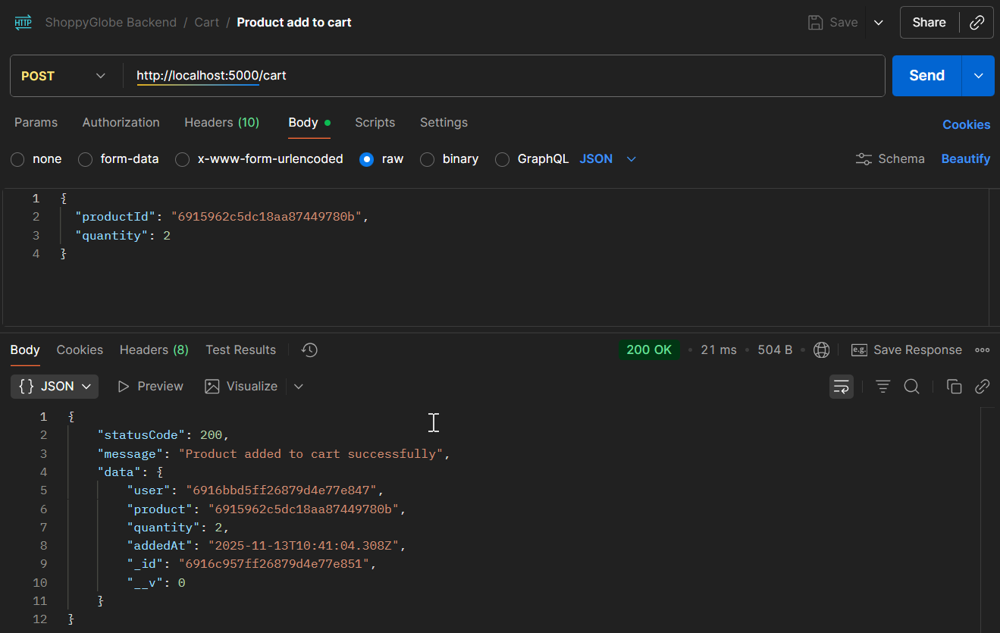 HTTP ShoppyGlobe Backend / Cart / Product add to cart Save Share
POST http://localhost:5000/cart Send
Params Authorization Headers (10) Body Scripts Settings Cookies
none form-data x-www-form-urlencoded raw binary GraphQL JSON Schema Beautify
1 {
2 "productId": "6915962c5dc18aa87449780b",
3 "quantity": 2
4 }
Body Cookies Headers (8) Test Results 200 OK • 21 ms • 504 B • e.g. Save Response
{} JSON Preview Visualize
1 {
2 "statusCode": 200,
3 "message": "Product added to cart successfully",
4 "data": {
5 "user": "6916bbd5ff26879d4e77e847",
6 "product": "6915962c5dc18aa87449780b",
7 "quantity": 2,
8 "addedAt": "2025-11-13T10:41:04.308Z",
9 "_id": "6916c957ff26879d4e77e851",
10 "__v": 0
11 }
12 }